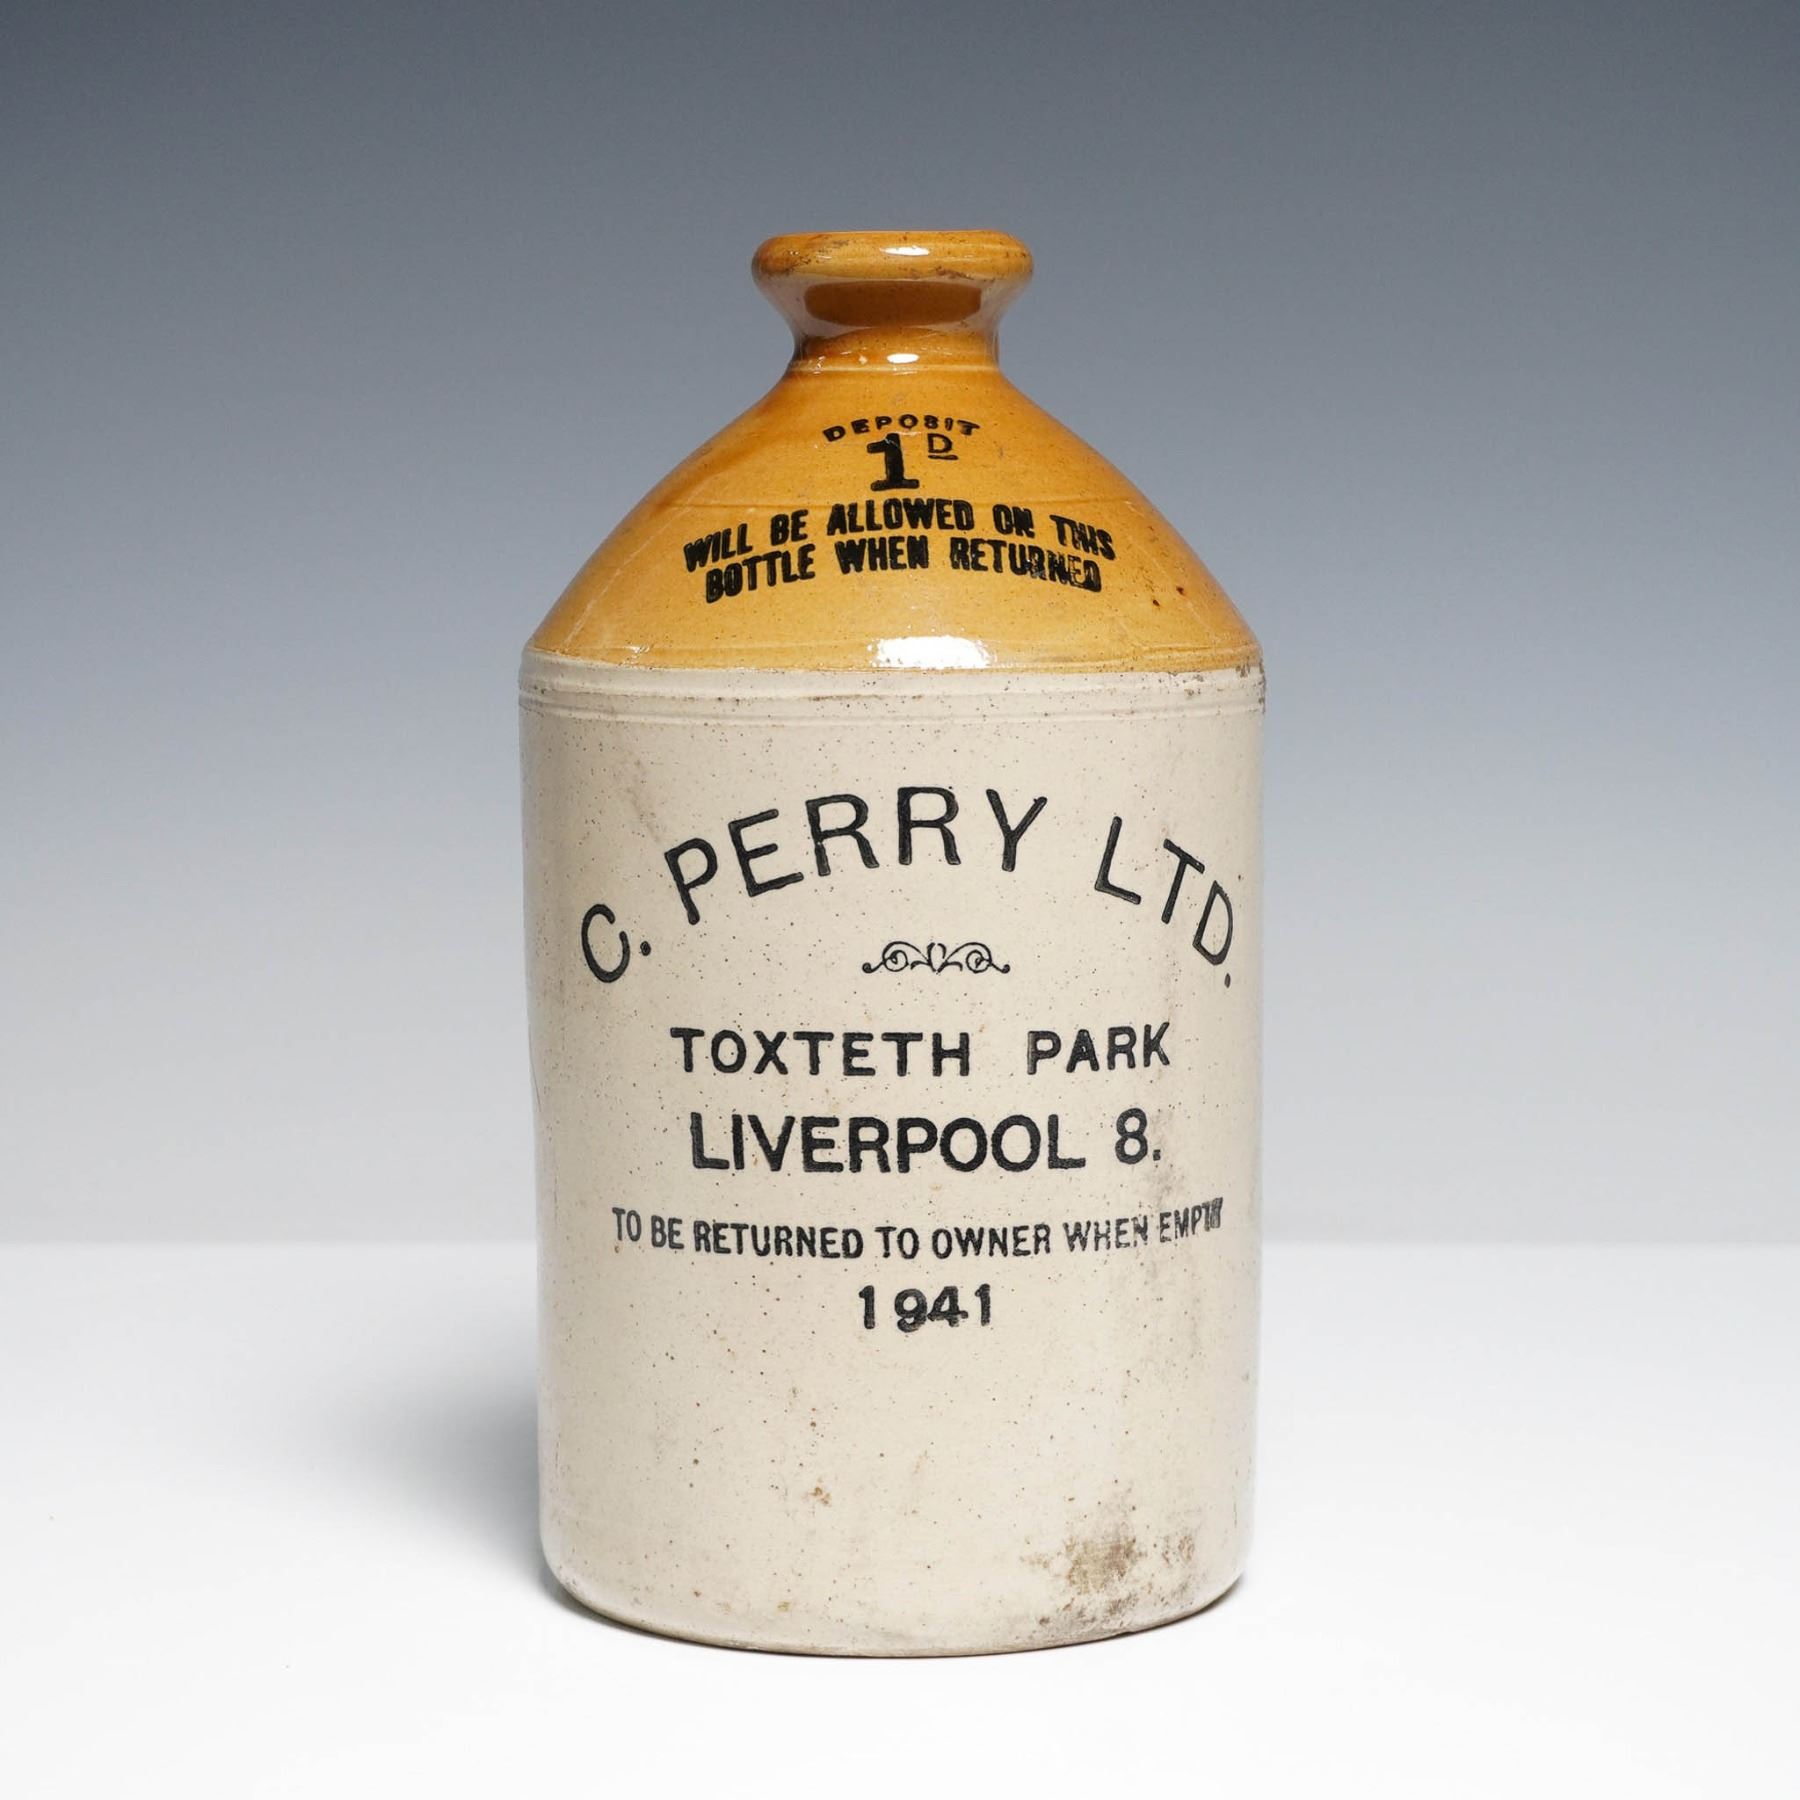 DEPOSIT
1D
WILL BE ALLOWED ON THIS
BOTTLE WHEN RETURNED
C. PERRY LTD.
TOXTETH PARK
LIVERPOOL 8.
TO BE RETURNED TO OWNER WHEN EMPTY
1941